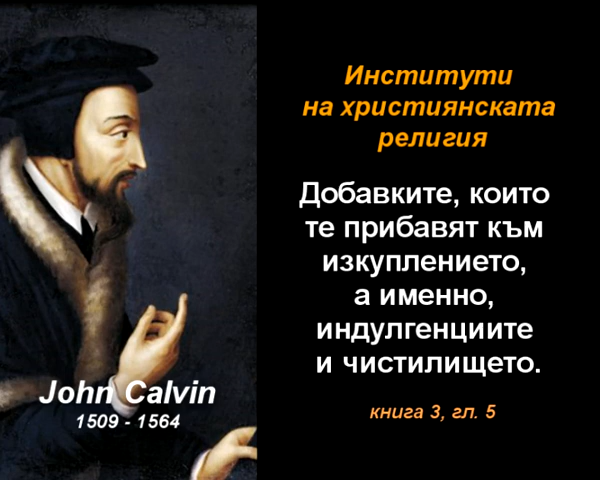 Институти
на християнската
религия
Добавките, които
те прибавят към
изкуплението,
а именно,
индулгенциите
и чистилището.
книга 3, гл. 5
John Calvin
1509 - 1564